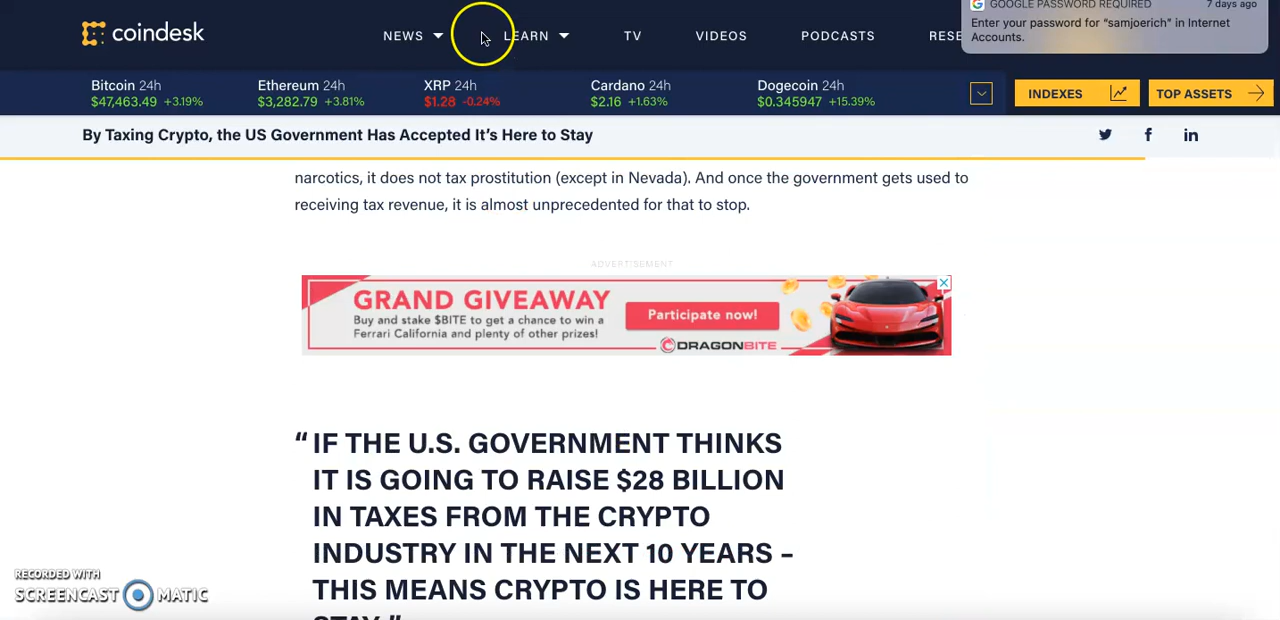 coindesk
NEWS LEARN TV VIDEOS PODCASTS RESE
GOOGLE PASSWORD REQUIRED 7 days ago
Enter your password for “samjoerich” in Internet
Accounts.
Bitcoin 24h Ethereum 24h XRP 24h Cardano 24h Dogecoin 24h
$47,463.49 +3.19% $3,282.79 +3.81% $1.28 -0.24% $2.16 +1.63% $0.345947 +15.39%
INDEXES TOP ASSETS
By Taxing Crypto, the US Government Has Accepted It’s Here to Stay
narcotics, it does not tax prostitution (except in Nevada). And once the government gets used to
receiving tax revenue, it is almost unprecedented for that to stop.
ADVERTISEMENT
GRAND GIVEAWAY
Buy and stake $BITE to get a chance to win a
Ferrari California and plenty of other prizes!
Participate now!
DRAGONBITE
“ IF THE U.S. GOVERNMENT THINKS
IT IS GOING TO RAISE $28 BILLION
IN TAXES FROM THE CRYPTO
INDUSTRY IN THE NEXT 10 YEARS –
THIS MEANS CRYPTO IS HERE TO
STAY.”
RECORDED WITH
SCREENCAST MATIC